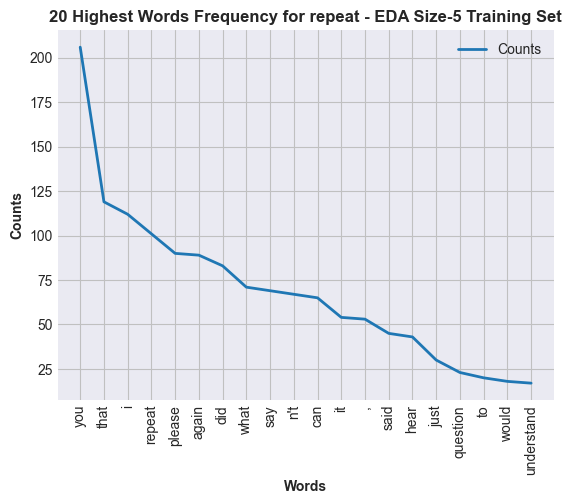 20 Highest Words Frequency for repeat - EDA Size-5 Training Set
Counts
200
175
150
125
100
75
50
25
Counts
you
that
i
repeat
please
again
did
what
say
n't
can
it
,
said
hear
just
question
to
would
understand
Words